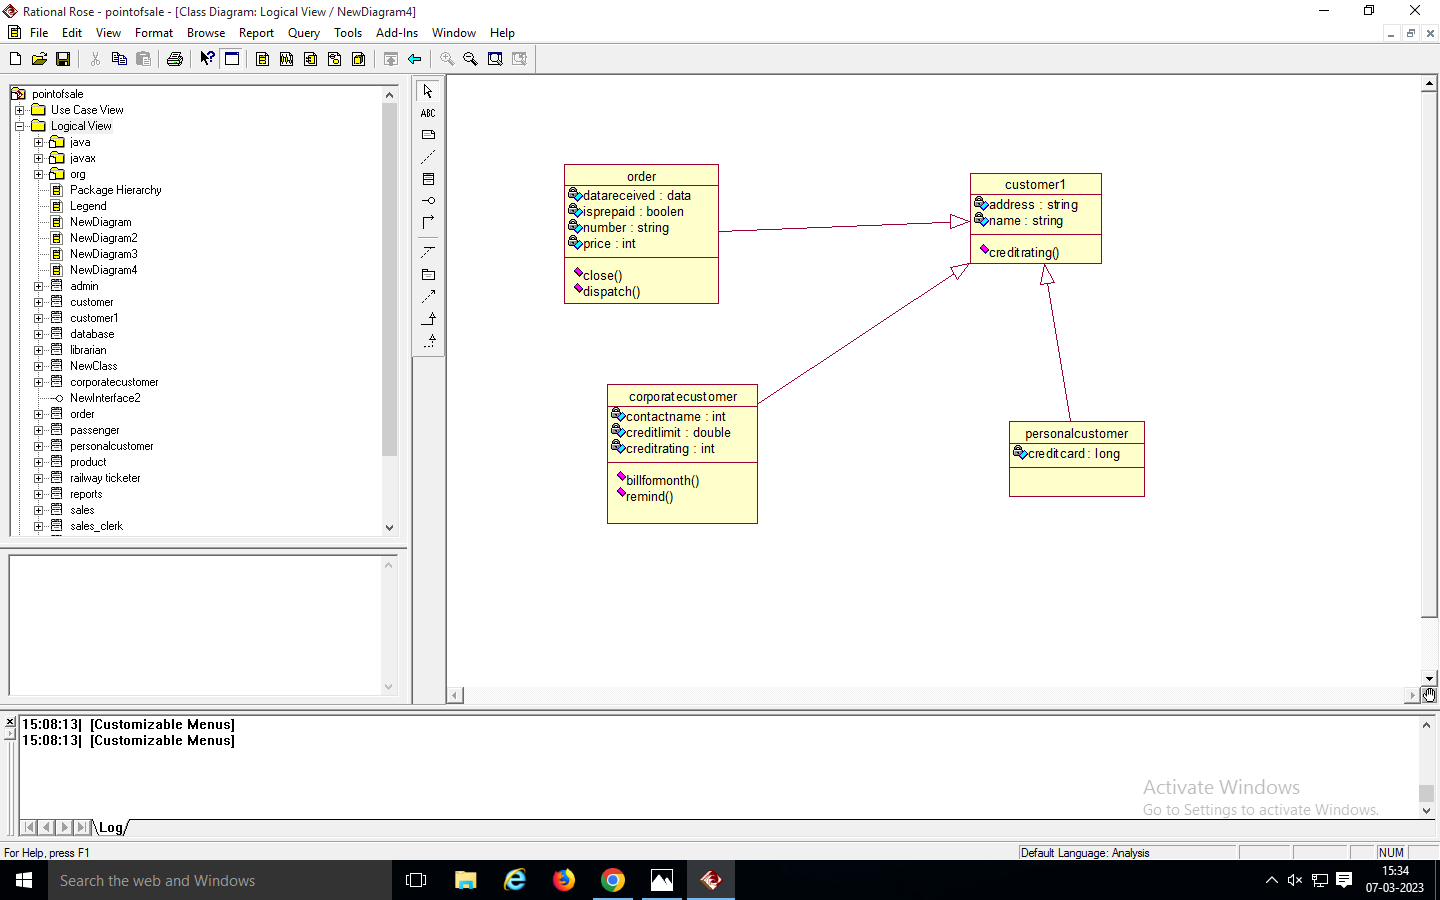 Rational Rose - pointofsale - [Class Diagram: Logical View / NewDiagram4]
File Edit View Format Browse Report Query Tools Add-Ins Window Help
pointofsale
Use Case View
Logical View
java
javax
org
Package Hierarchy
Legend
NewDiagram
NewDiagram2
NewDiagram3
NewDiagram4
admin
customer
customer1
database
librarian
NewClass
corporatecustomer
NewInterface2
order
passenger
personalcustomer
product
railway ticketer
reports
sales
sales_clerk
ABC
order
datareceived : data
isprepaid : boolen
number : string
price : int
close()
dispatch()
customer1
address : string
name : string
creditrating()
corporatecustomer
contactname : int
creditlimit : double
creditrating : int
billformonth()
remind()
personalcustomer
creditcard : long
15:08:13| [Customizable Menus]
15:08:13| [Customizable Menus]
Activate Windows
Go to Settings to activate Windows.
Log
For Help, press F1
Default Language: Analysis
NUM
Search the web and Windows
15:34
07-03-2023